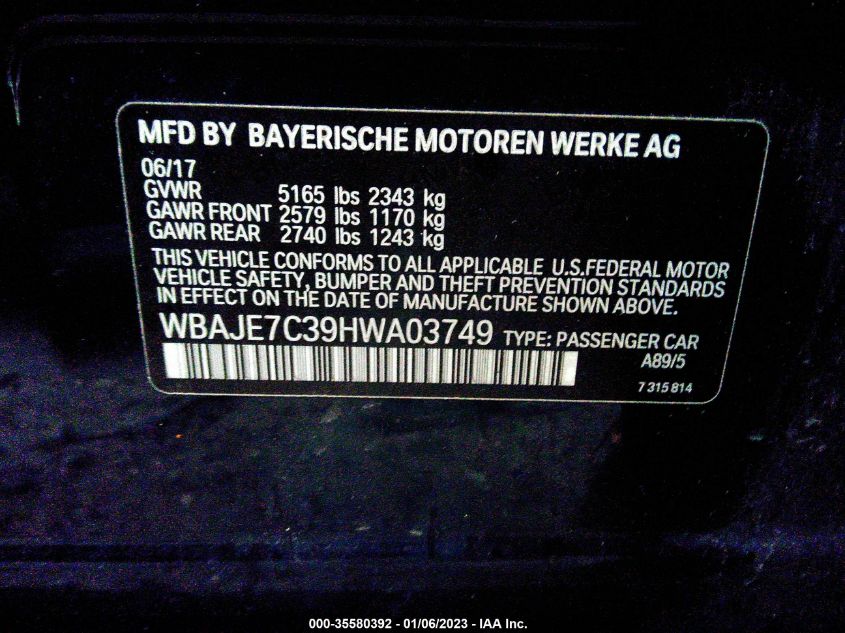 MFD BY BAYERISCHE MOTOREN WERKE AG
06/17
GVWR 5165 lbs 2343 kg
GAWR FRONT 2579 lbs 1170 kg
GAWR REAR 2740 lbs 1243 kg
THIS VEHICLE CONFORMS TO ALL APPLICABLE U.S.FEDERAL MOTOR
VEHICLE SAFETY, BUMPER AND THEFT PREVENTION STANDARDS
IN EFFECT ON THE DATE OF MANUFACTURE SHOWN ABOVE.
WBAJE7C39HWA03749 TYPE: PASSENGER CAR
A89/5
7 315 814
000-35580392 - 01/06/2023 - IAA Inc.